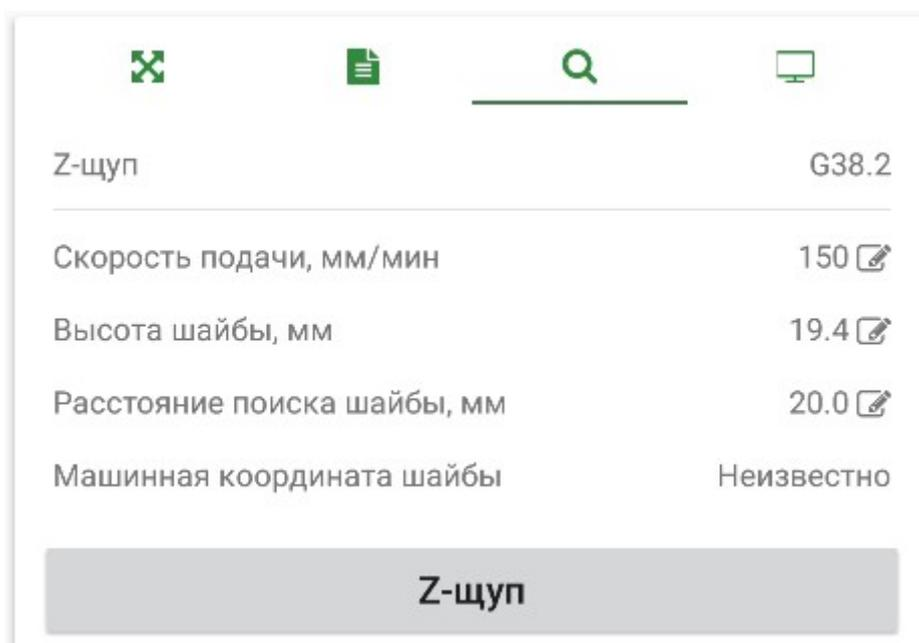 Z-щуп G38.2
Скорость подачи, мм/мин 150
Высота шайбы, мм 19.4
Расстояние поиска шайбы, мм 20.0
Машинная координата шайбы Неизвестно
Z-щуп